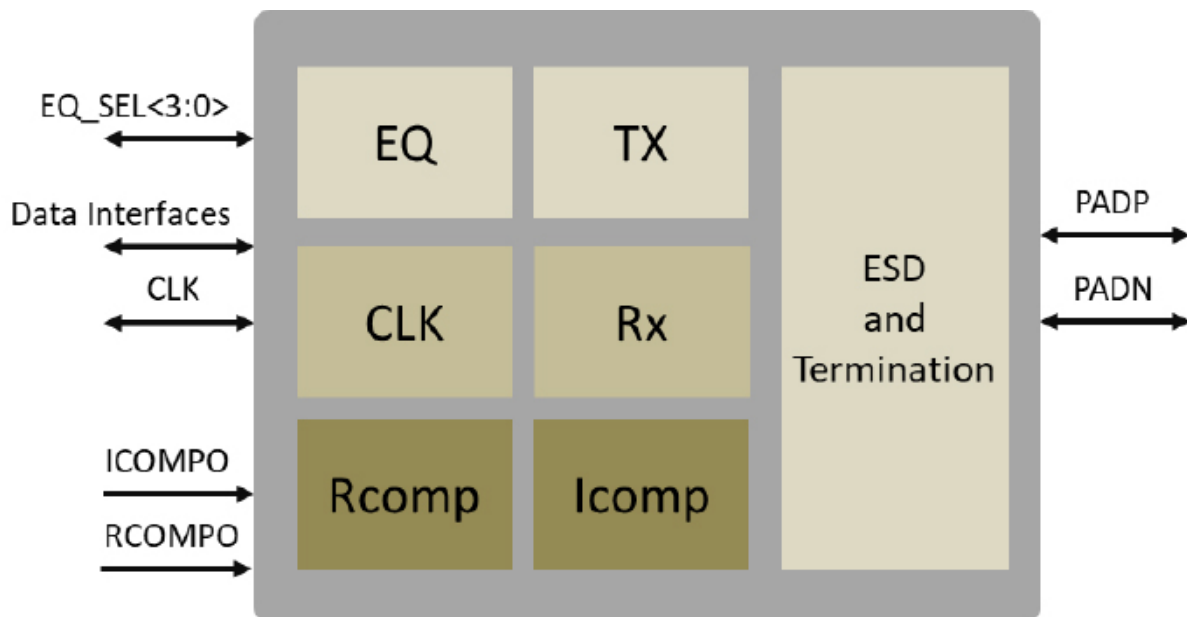 EQ_SEL<3:0>
Data Interfaces
CLK
ICOMPO
RCOMPO
EQ
TX
CLK
Rx
Rcomp
Icomp
ESD
and
Termination
PADP
PADN